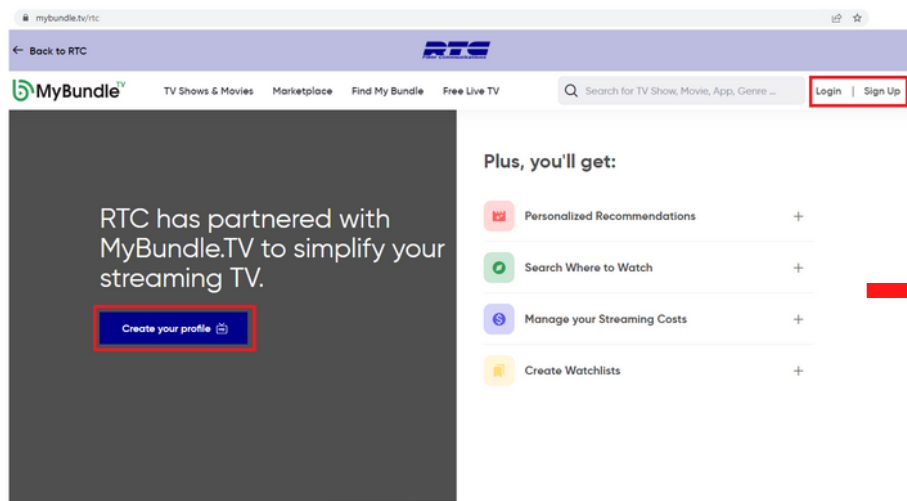 mybundle.tv/rtc
← Back to RTC
RTC
Fiber Communications
MyBundle TV
TV Shows & Movies Marketplace Find My Bundle Free Live TV
Search for TV Show, Movie, App, Genre ...
Login | Sign Up
RTC has partnered with
MyBundle.TV to simplify your
streaming TV.
Create your profile
Plus, you'll get:
Personalized Recommendations +
Search Where to Watch +
Manage your Streaming Costs +
Create Watchlists +